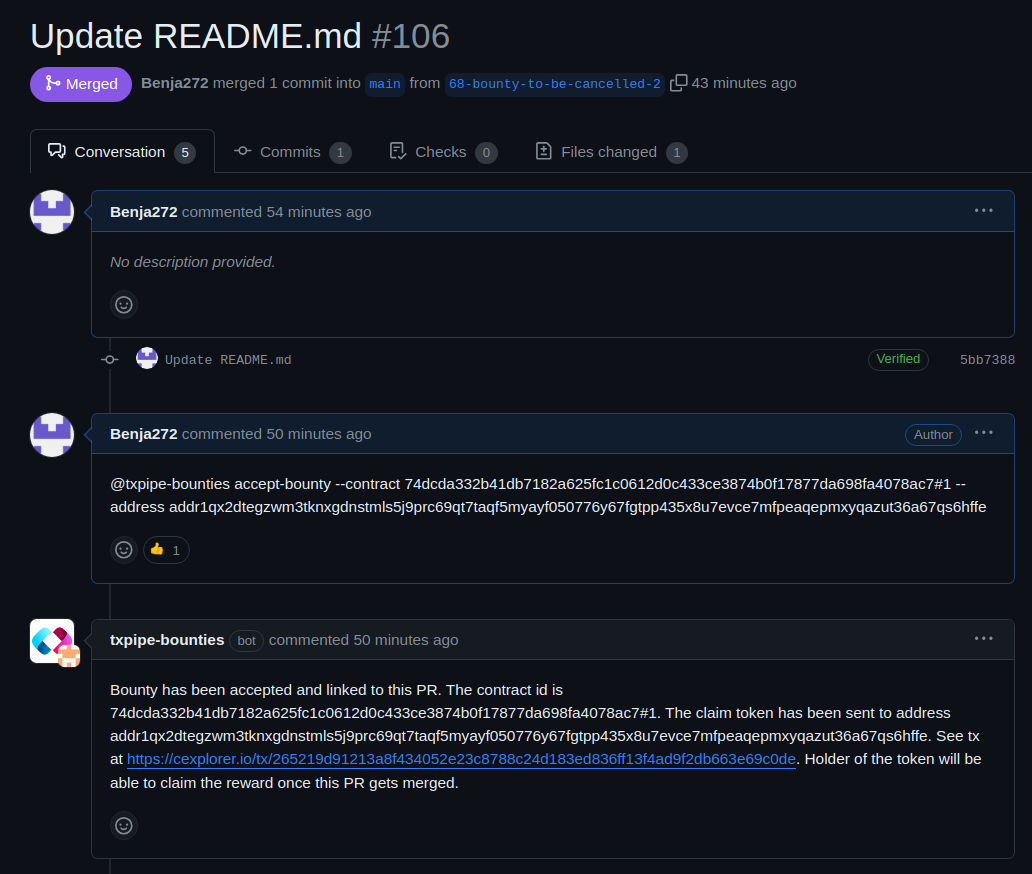 Update README.md #106
Merged Benja272 merged 1 commit into main from 68-bounty-to-be-cancelled-2 43 minutes ago
Conversation 5 Commits 1 Checks 0 Files changed 1
Benja272 commented 54 minutes ago
No description provided.
Update README.md Verified 5bb7388
Benja272 commented 50 minutes ago Author
@txpipe-bounties accept-bounty --contract 74dcda332b41db7182a625fc1c0612d0c433ce3874b0f17877da698fa4078ac7#1 --
address addr1qx2dtegzwm3tknxgdnstmls5j9prc69qt7taqf5myayf050776y67fgtpp435x8u7evce7mfpeaqepmxyqazut36a67qs6hffe
1
txpipe-bounties bot commented 50 minutes ago
Bounty has been accepted and linked to this PR. The contract id is
74dcda332b41db7182a625fc1c0612d0c433ce3874b0f17877da698fa4078ac7#1. The claim token has been sent to address
addr1qx2dtegzwm3tknxgdnstmls5j9prc69qt7taqf5myayf050776y67fgtpp435x8u7evce7mfpeaqepmxyqazut36a67qs6hffe. See tx
at https://cexplorer.io/tx/265219d91213a8f434052e23c8788c24d183ed836ff13f4ad9f2db663e69c0de. Holder of the token will be
able to claim the reward once this PR gets merged.